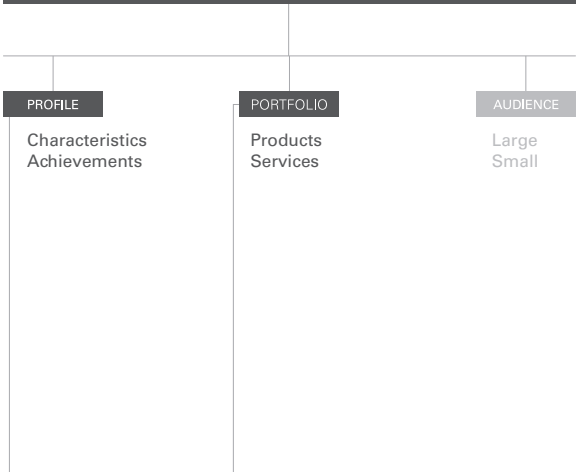 PROFILE
Characteristics
Achievements
PORTFOLIO
Products
Services
AUDIENCE
Large
Small